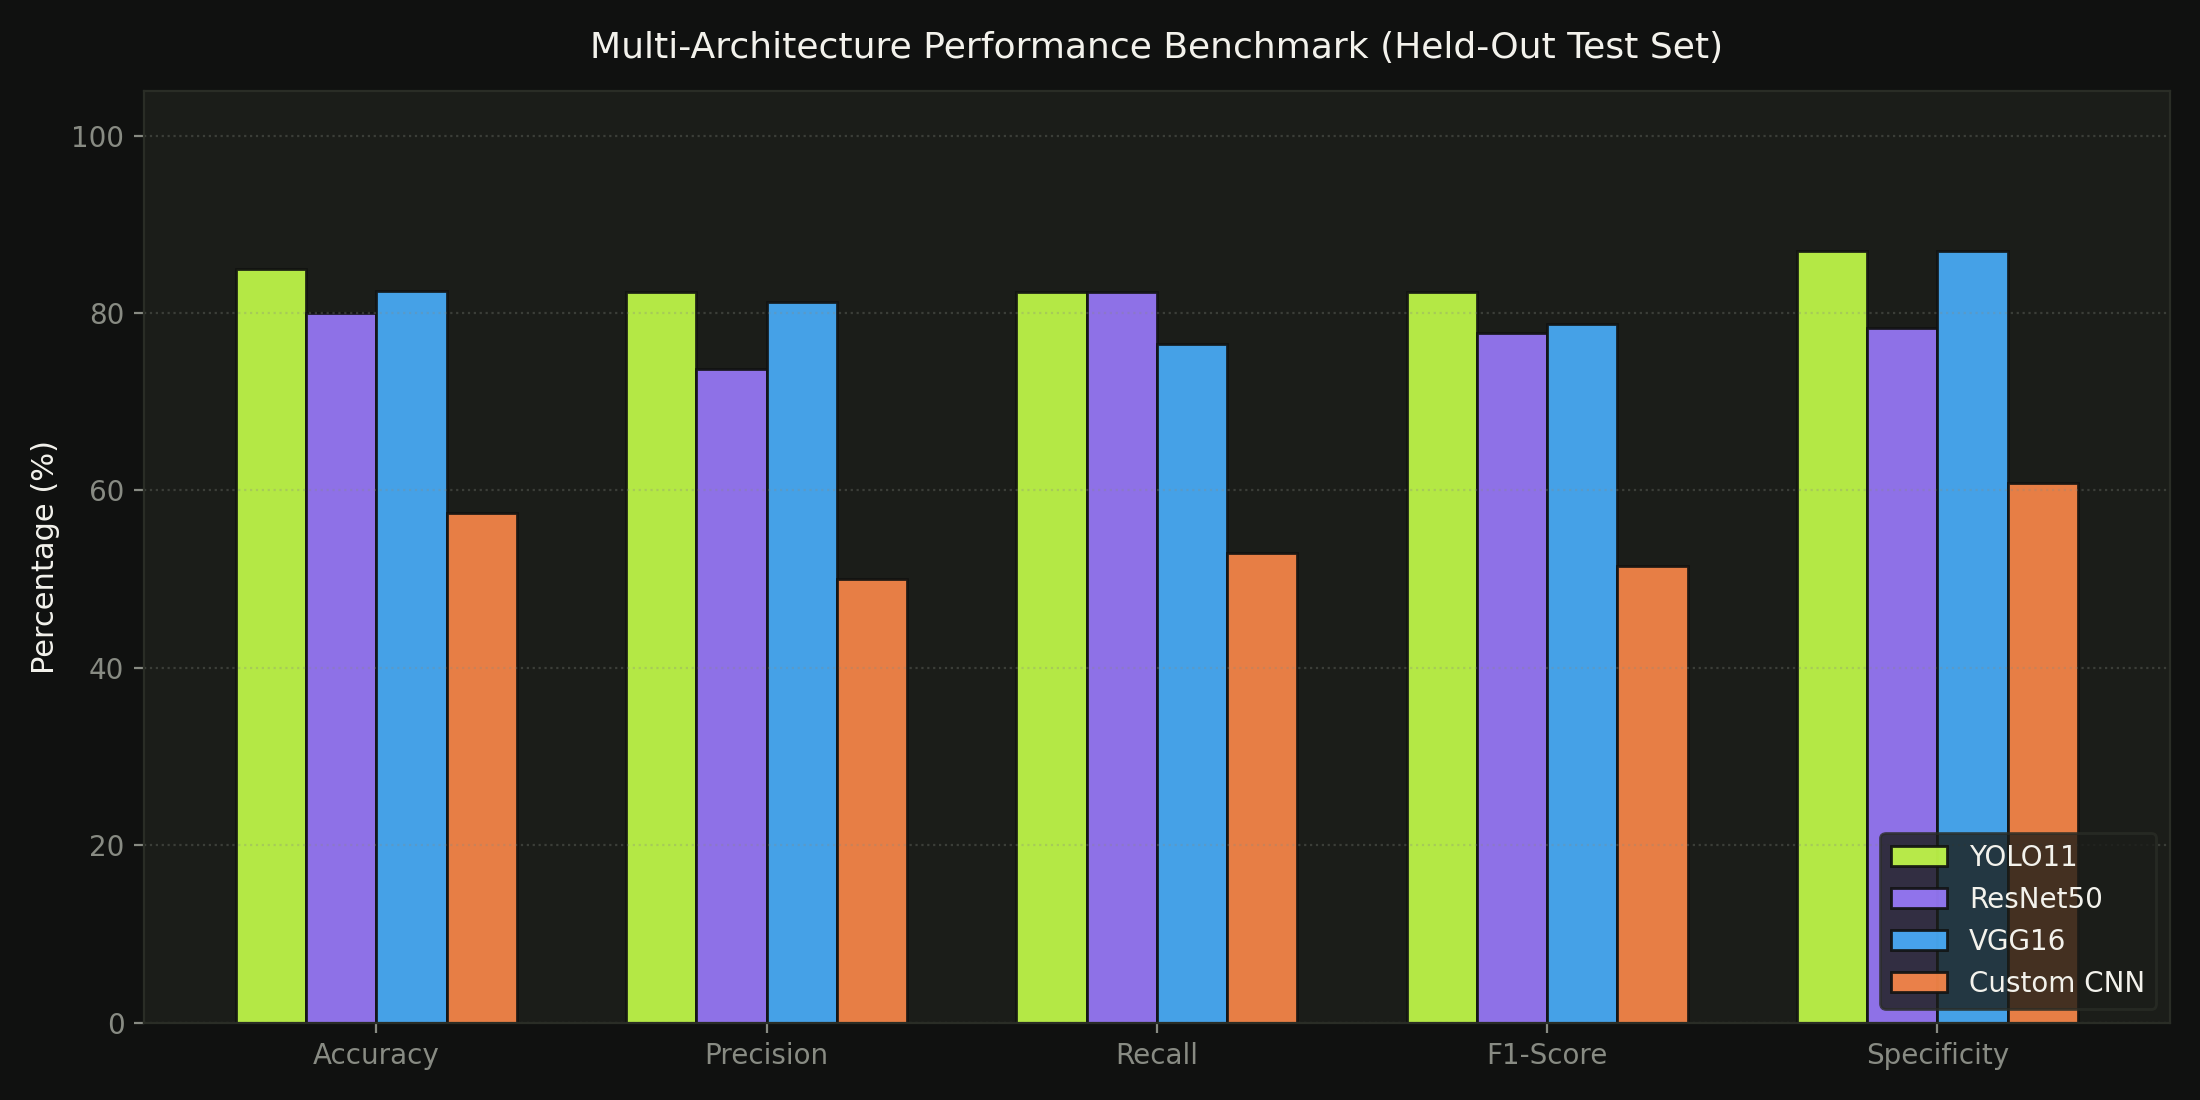 Multi-Architecture Performance Benchmark (Held-Out Test Set)
Percentage (%)
100
80
60
40
20
0
Accuracy
Precision
Recall
F1-Score
Specificity
YOLO11
ResNet50
VGG16
Custom CNN